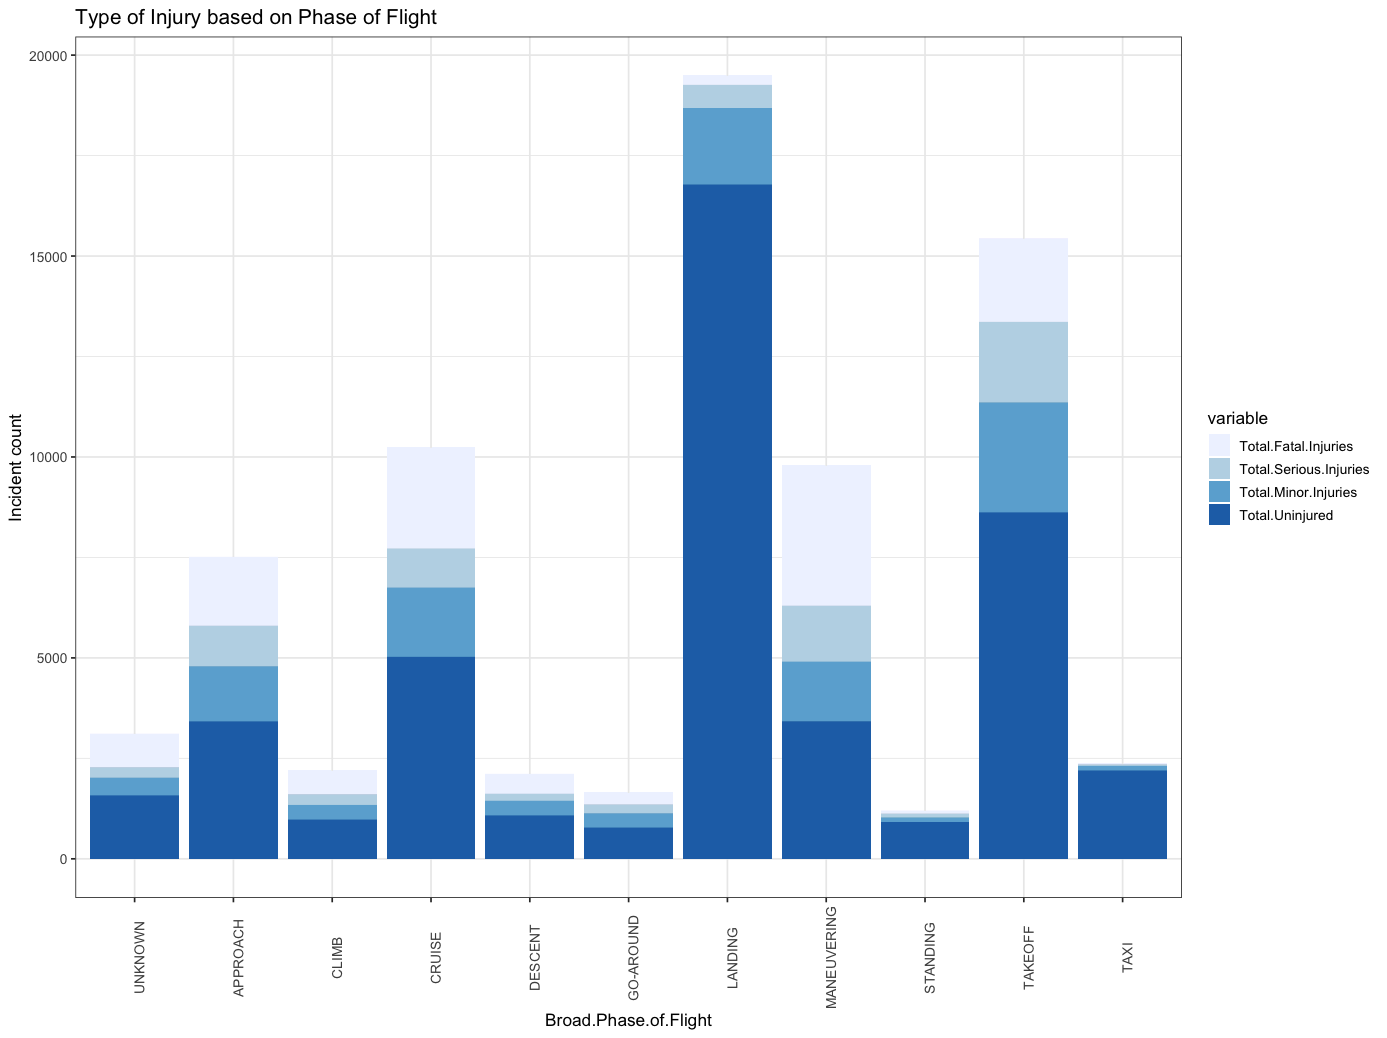 Type of Injury based on Phase of Flight
20000
15000
10000
5000
0
Incident count
UNKNOWN
APPROACH
CLIMB
CRUISE
DESCENT
GO-AROUND
LANDING
MANEUVERING
STANDING
TAKEOFF
TAXI
Broad.Phase.of.Flight
variable
Total.Fatal.Injuries
Total.Serious.Injuries
Total.Minor.Injuries
Total.Uninjured